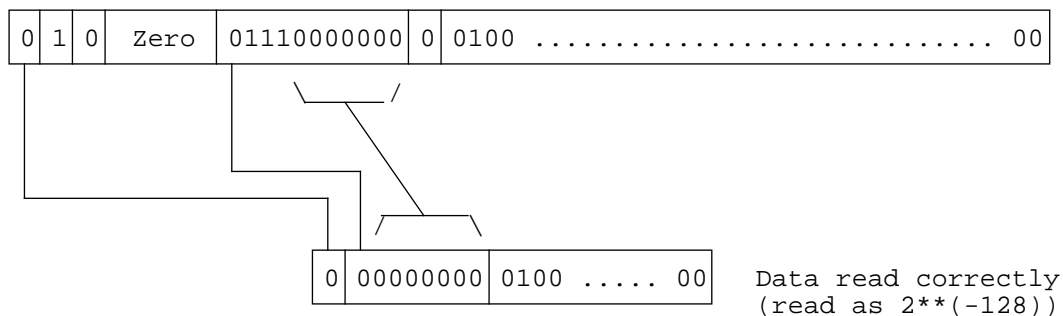 0 1 0 Zero 01110000000 0 0100 ............................. 00
0 00000000 0100 ..... 00 Data read correctly
(read as 2**(-128))